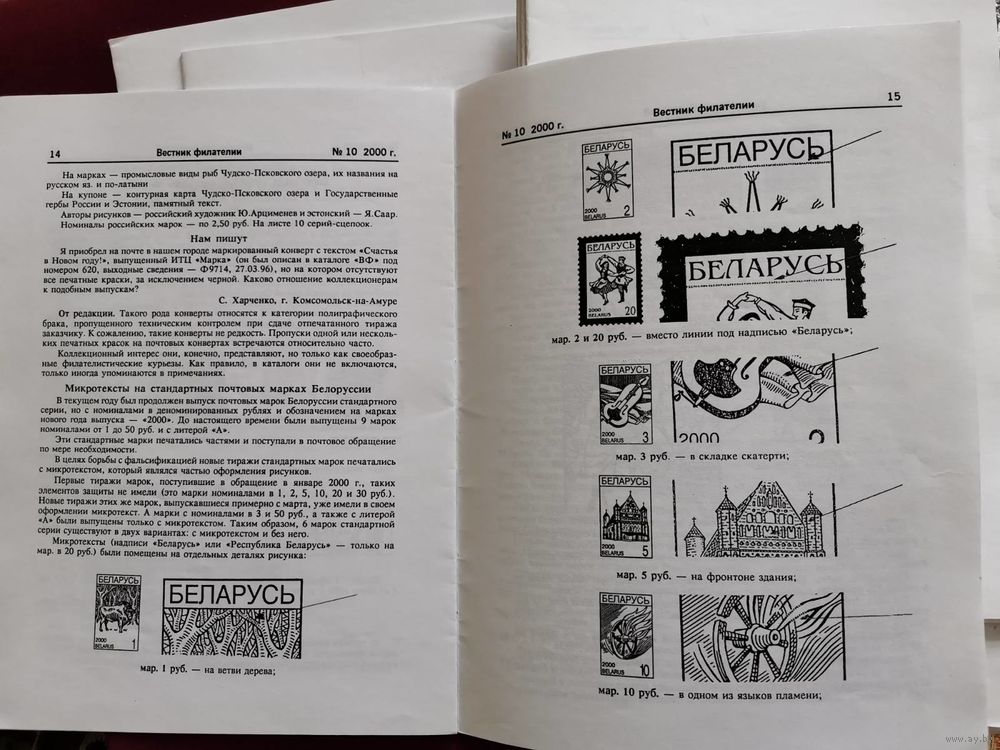 14 Вестник филателии № 10 2000 г.
На марках — промысловые виды рыб Чудско-Псковского озера, их названия на
русском яз. и по-латыни
На купоне — контурная карта Чудско-Псковского озера и Государственные
гербы России и Эстонии, памятный текст.
Авторы рисунков — российский художник Ю.Арцименев и эстонский — Я.Саар.
Номиналы российских марок — по 2,50 руб. На листе 10 серий-сцепоок.
Нам пишут
Я приобрел на почте в нашем городе маркированный конверт с текстом «Счастья
в Новом году!», выпущенный ИТЦ «Марка» (он был описан в каталоге «ВФ» под
номером 620, выходные сведения — Ф9714, 27.03.96), но на котором отсутствуют
все печатные краски, за исключением черной. Каково отношение коллекционерам
к подобным выпускам?
С. Харченко, г. Комсомольск-на-Амуре
От редакции. Такого рода конверты относятся к категории полиграфического
брака, пропущенного техническим контролем при сдаче отпечатанного тиража
заказчику. К сожалению, такие конверты не редкость. Пропуски одной или несколь-
ких печатных красок на почтовых конвертах встречаются относительно часто.
Коллекционный интерес они, конечно, представляют, но только как своеобраз-
ные филателистические курьезы. Как правило, в каталоги они не включаются,
только иногда упоминаются в примечаниях.
Микротексты на стандартных почтовых марках Белоруссии
В текущем году был продолжен выпуск почтовых марок Белоруссии стандартного
серии, но с номиналами в деноминированных рублях и обозначением на марках
нового года выпуска — «2000». До настоящего времени были выпущены 9 марок
номиналами от 1 до 50 руб. и с литерой «А».
Эти стандартные марки печатались частями и поступали в почтовое обращение
по мере необходимости.
В целях борьбы с фальсификацией новые тиражи стандартных марок печатались
с микротекстом, который являлся частью оформления рисунков.
Первые тиражи марок, поступившие в обращение в январе 2000 г., таких
элементов защиты не имели (это марки номиналами в 1, 2, 5, 10, 20 и 30 руб.).
Новые тиражи этих же марок, выпускавшиеся примерно с марта, уже имели в своем
оформлении микротекст. А марки с номиналами в 3 и 50 руб., а также с литерой
«А» были выпущены только с микротекстом. Таким образом, 6 марок стандартной
серии существуют в двух вариантах: с микротекстом и без него.
Микротексты (надписи «Беларусь» или «Республика Беларусь» — только на
мар. в 20 руб.) были помещены на отдельных деталях рисунка:
БЕЛАРУСЬ
2000
BELARUS 1
БЕЛАРУСЬ
мар. 1 руб. — на ветви дерева;
№ 10 2000 г. Вестник филателии 15
БЕЛАРУСЬ
2000
BELARUS 2
БЕЛАРУСЬ
БЕЛАРУСЬ
2000
BELARUS 20
БЕЛАРУСЬ
мар. 2 и 20 руб. — вместо линии под надписью «Беларусь»;
БЕЛАРУСЬ
2000
BELARUS 3
2000
мар. 3 руб. — в складке скатерти;
БЕЛАРУСЬ
2000
BELARUS 5
мар. 5 руб. — на фронтоне здания;
БЕЛАРУСЬ
2000
BELARUS 10
мар. 10 руб. — в одном из языков пламени;
www.ay.by